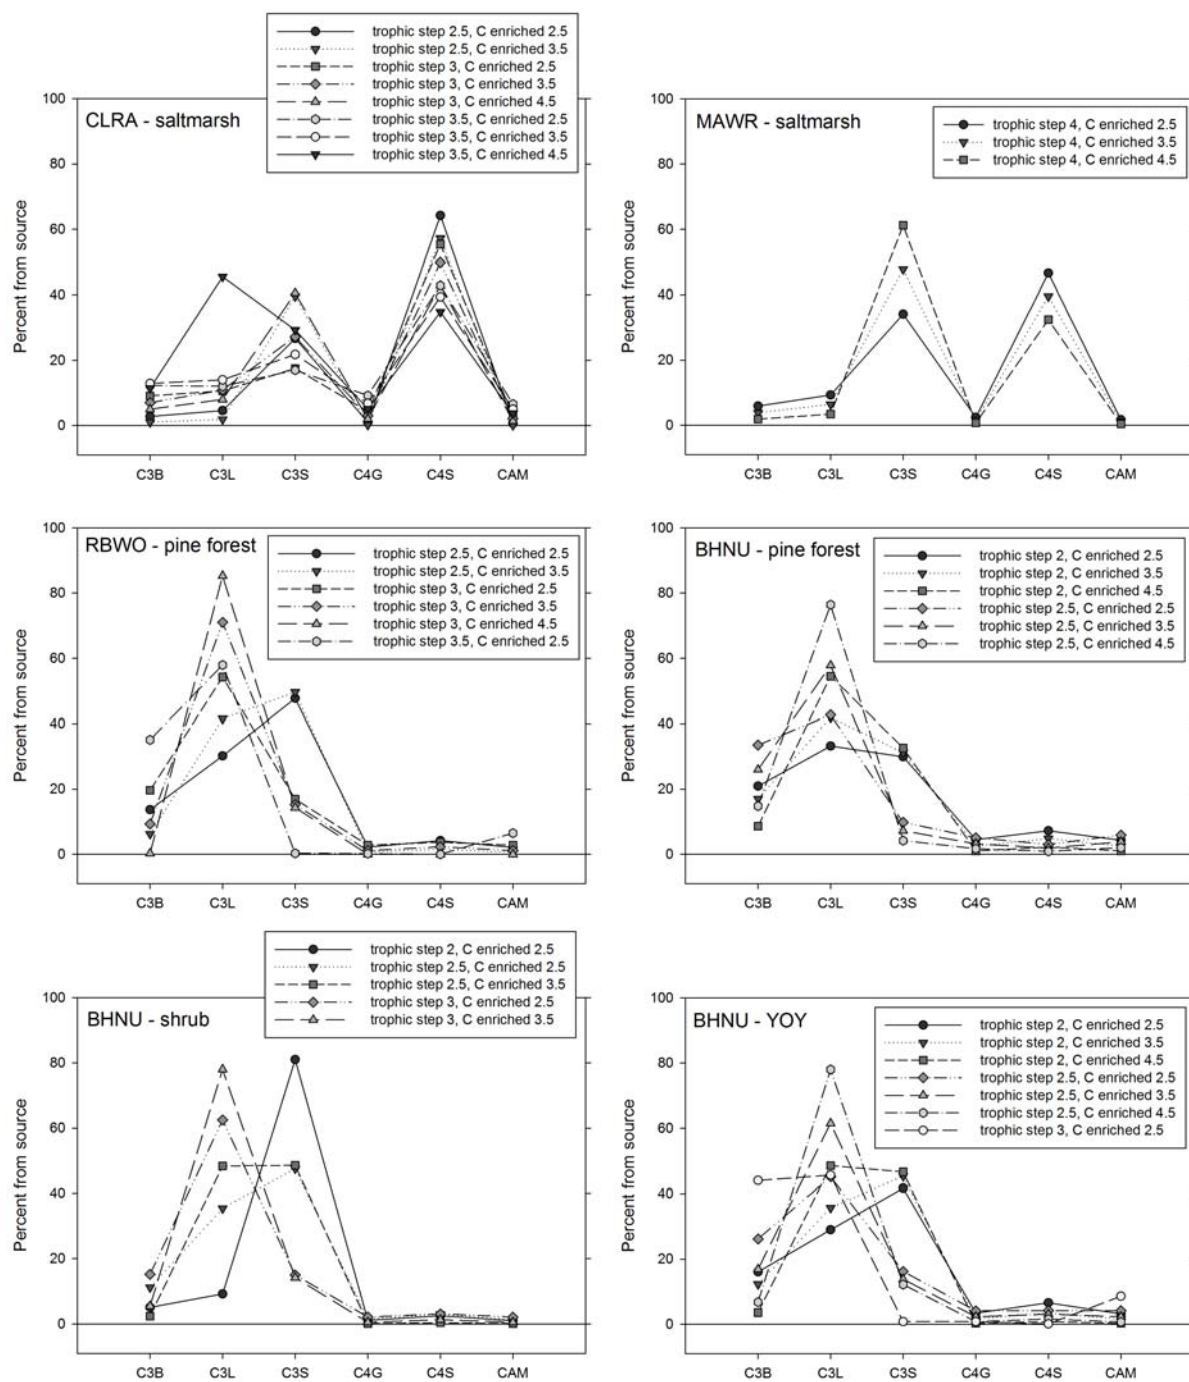 trophic step 2.5, C enriched 2.5
trophic step 2.5, C enriched 3.5
trophic step 3, C enriched 2.5
trophic step 3, C enriched 3.5
trophic step 3, C enriched 4.5
trophic step 3.5, C enriched 2.5
trophic step 3.5, C enriched 3.5
trophic step 3.5, C enriched 4.5
CLRA - saltmarsh
Percent from source
100
80
60
40
20
0
C3B C3L C3S C4G C4S CAM
MAWR - saltmarsh
trophic step 4, C enriched 2.5
trophic step 4, C enriched 3.5
trophic step 4, C enriched 4.5
Percent from source
100
80
60
40
20
0
C3B C3L C3S C4G C4S CAM
RBWO - pine forest
trophic step 2.5, C enriched 2.5
trophic step 2.5, C enriched 3.5
trophic step 3, C enriched 2.5
trophic step 3, C enriched 3.5
trophic step 3, C enriched 4.5
trophic step 3.5, C enriched 2.5
Percent from source
100
80
60
40
20
0
C3B C3L C3S C4G C4S CAM
BHNU - pine forest
trophic step 2, C enriched 2.5
trophic step 2, C enriched 3.5
trophic step 2, C enriched 4.5
trophic step 2.5, C enriched 2.5
trophic step 2.5, C enriched 3.5
trophic step 2.5, C enriched 4.5
Percent from source
100
80
60
40
20
0
C3B C3L C3S C4G C4S CAM
trophic step 2, C enriched 2.5
trophic step 2.5, C enriched 2.5
trophic step 2.5, C enriched 3.5
trophic step 3, C enriched 2.5
trophic step 3, C enriched 3.5
BHNU - shrub
Percent from source
100
80
60
40
20
0
C3B C3L C3S C4G C4S CAM
BHNU - YOY
trophic step 2, C enriched 2.5
trophic step 2, C enriched 3.5
trophic step 2, C enriched 4.5
trophic step 2.5, C enriched 2.5
trophic step 2.5, C enriched 3.5
trophic step 2.5, C enriched 4.5
trophic step 3, C enriched 2.5
Percent from source
100
80
60
40
20
0
C3B C3L C3S C4G C4S CAM